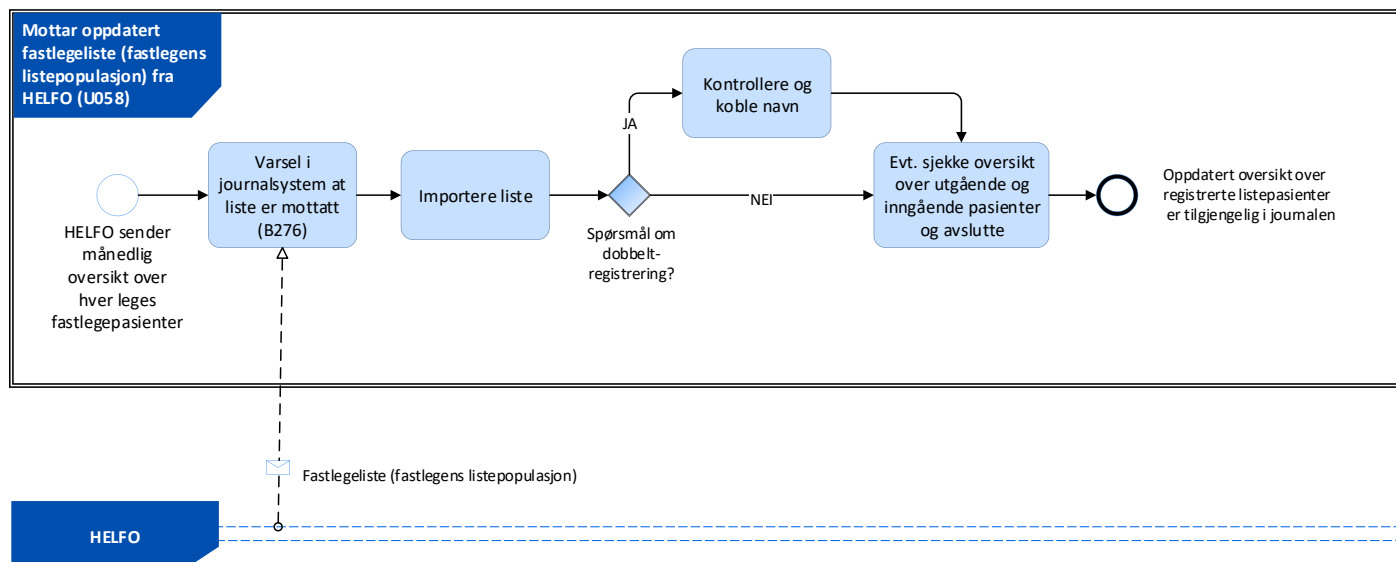 Mottar oppdatert
fastlegeliste (fastlegens
listepopulasjon) fra
HELFO (U058)
HELFO sender
månedlig
oversikt over
hver leges
fastlegepasienter
Varsel i
journalsystem at
liste er mottatt
(B276)
Importere liste
Spørsmål om
dobbelt-
registrering?
JA
Kontrollere og
koble navn
NEI
Evt. sjekke oversikt
over utgående og
inngående pasienter
og avslutte
Oppdatert oversikt over
registrerte listepasienter
er tilgjengelig i journalen
Fastlegeliste (fastlegens listepopulasjon)
HELFO